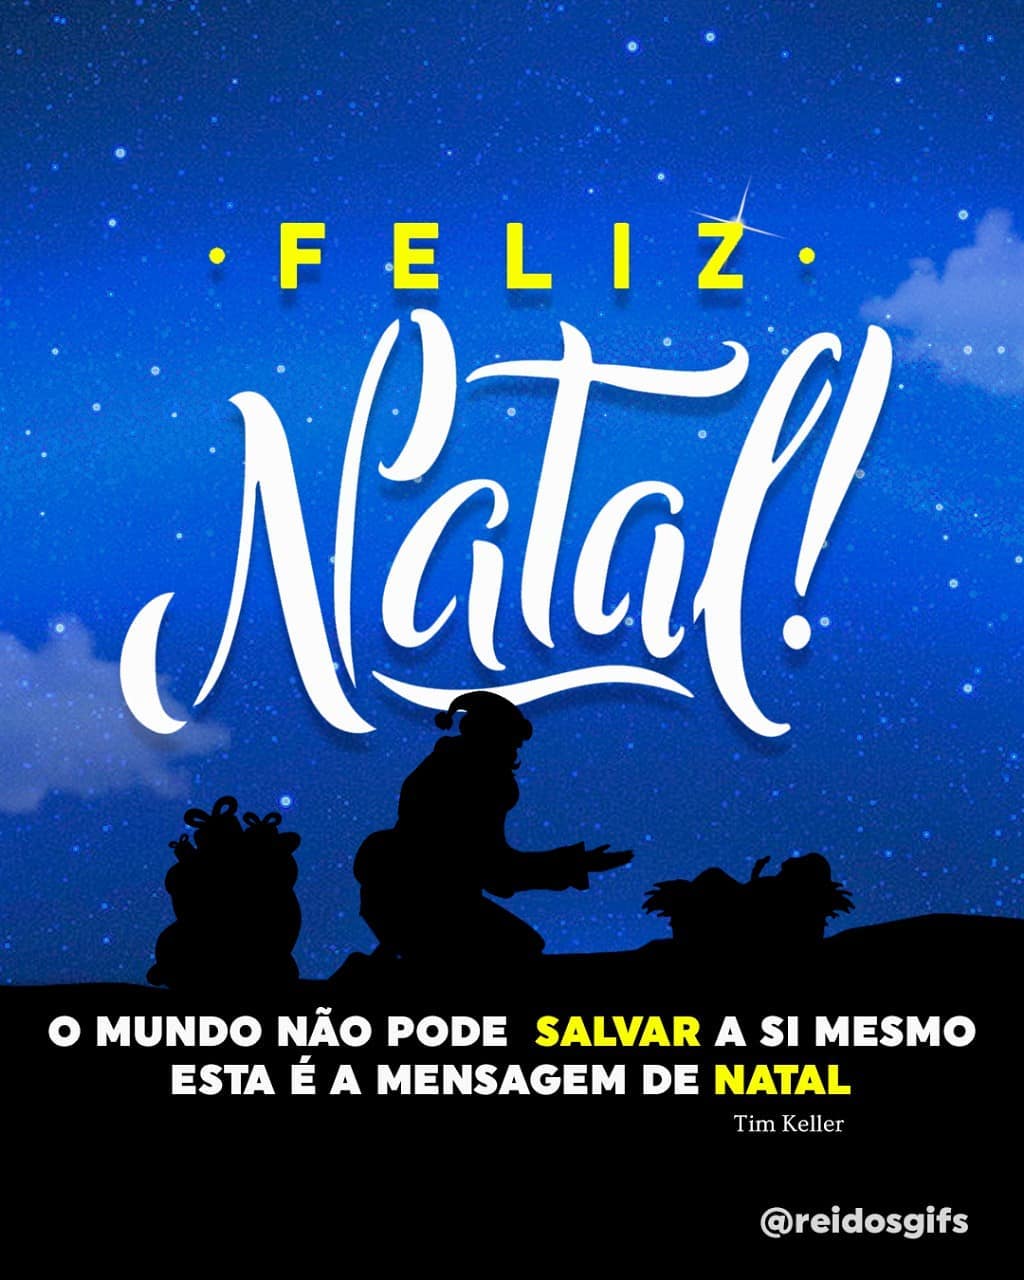 • FELIZ •
Natal!
O MUNDO NÃO PODE SALVAR A SI MESMO
ESTA É A MENSAGEM DE NATAL
Tim Keller
@reidosgifs